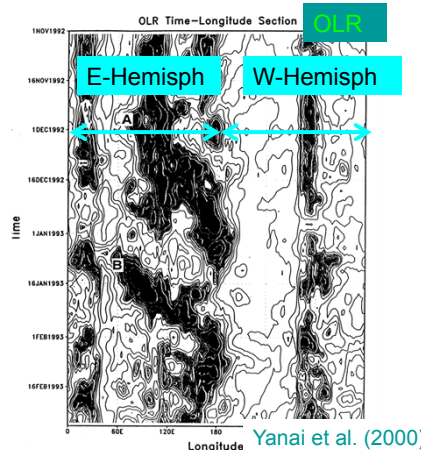 OLR Time-Longitude Section
OLR
1NOV1992
E-Hemisph W-Hemisph
16NOV1992
A
1DEC1992
16DEC1992
Time
1JAN1993
B
16JAN1993
1FEB1993
16FEB1993
0 60E 120E 180
Longitude
Yanai et al. (2000)